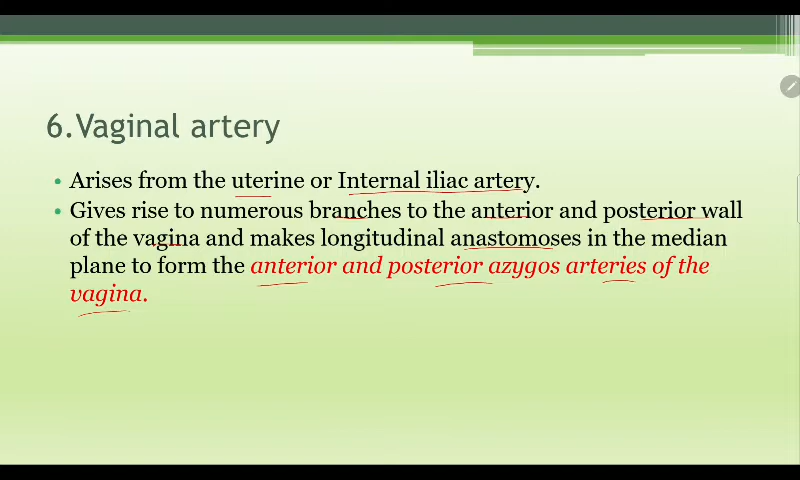 6.Vaginal artery
• Arises from the uterine or Internal iliac artery.
• Gives rise to numerous branches to the anterior and posterior wall
of the vagina and makes longitudinal anastomoses in the median
plane to form the anterior and posterior azygos arteries of the
vagina.